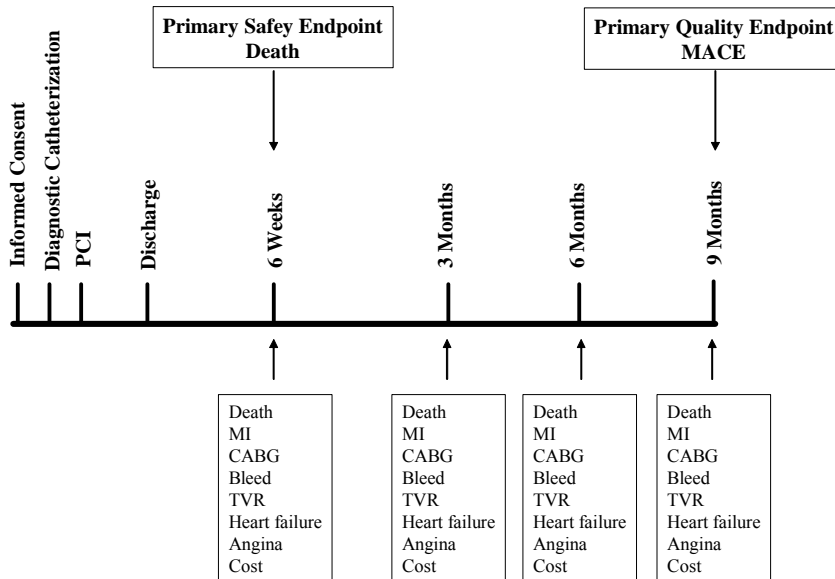 Primary Safey Endpoint
Death
Primary Quality Endpoint
MACE
Informed Consent
Diagnostic Catheterization
PCI
Discharge
6 Weeks
3 Months
6 Months
9 Months
Death
MI
CABG
Bleed
TVR
Heart failure
Angina
Cost
Death
MI
CABG
Bleed
TVR
Heart failure
Angina
Cost
Death
MI
CABG
Bleed
TVR
Heart failure
Angina
Cost
Death
MI
CABG
Bleed
TVR
Heart failure
Angina
Cost